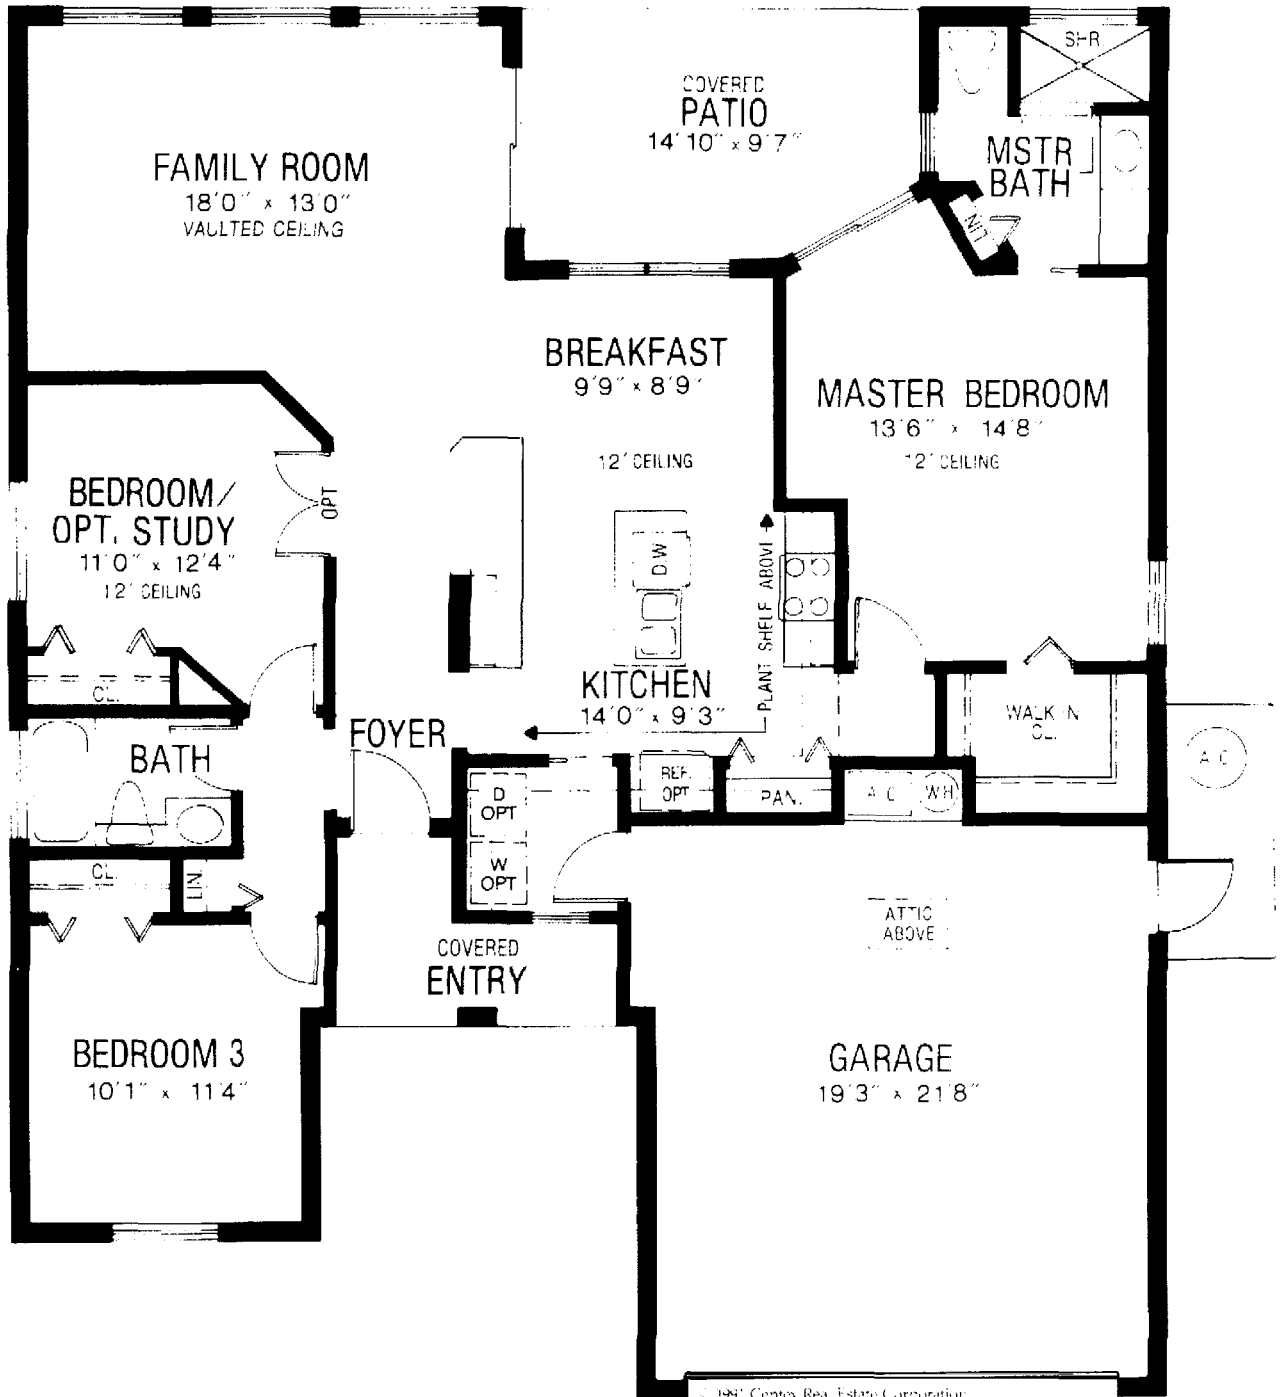 SHR.
COVERED
PATIO
14'10" x 9'7"
FAMILY ROOM
18'0" x 13'0"
VAULTED CEILING
MSTR
BATH
LIN
BREAKFAST
9'9" x 8'9"
12' CEILING
MASTER BEDROOM
13'6" x 14'8"
12' CEILING
BEDROOM/
OPT. STUDY
11'0" x 12'4"
12' CEILING
OPT
D.W.
PLANT SHELF ABOVE
CL.
KITCHEN
14'0" x 9'3"
WALK IN
CL.
FOYER
BATH
A/C
REF.
OPT
PAN.
A/C
WH
D
OPT
W
OPT
CL.
LIN.
ATTIC
ABOVE
COVERED
ENTRY
BEDROOM 3
10'1" x 11'4"
GARAGE
19'3" x 21'8"
Centex Real Estate Corporation